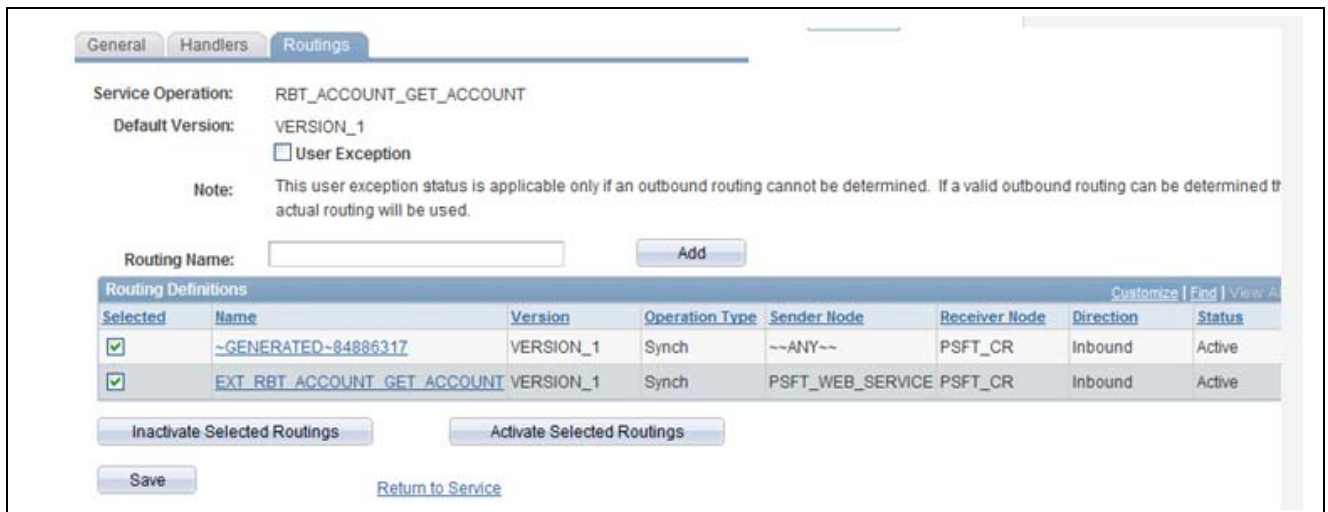 General Handlers Routings
Service Operation: RBT_ACCOUNT_GET_ACCOUNT
Default Version: VERSION_1
User Exception
Note: This user exception status is applicable only if an outbound routing cannot be determined. If a valid outbound routing can be determined th
actual routing will be used.
Routing Name: Add
Routing Definitions Customize | Find | View A
Selected Name Version Operation Type Sender Node Receiver Node Direction Status
~GENERATED~84886317 VERSION_1 Synch ~~ANY~~ PSFT_CR Inbound Active
EXT_RBT_ACCOUNT_GET_ACCOUNT VERSION_1 Synch PSFT_WEB_SERVICE PSFT_CR Inbound Active
Inactivate Selected Routings Activate Selected Routings
Save Return to Service